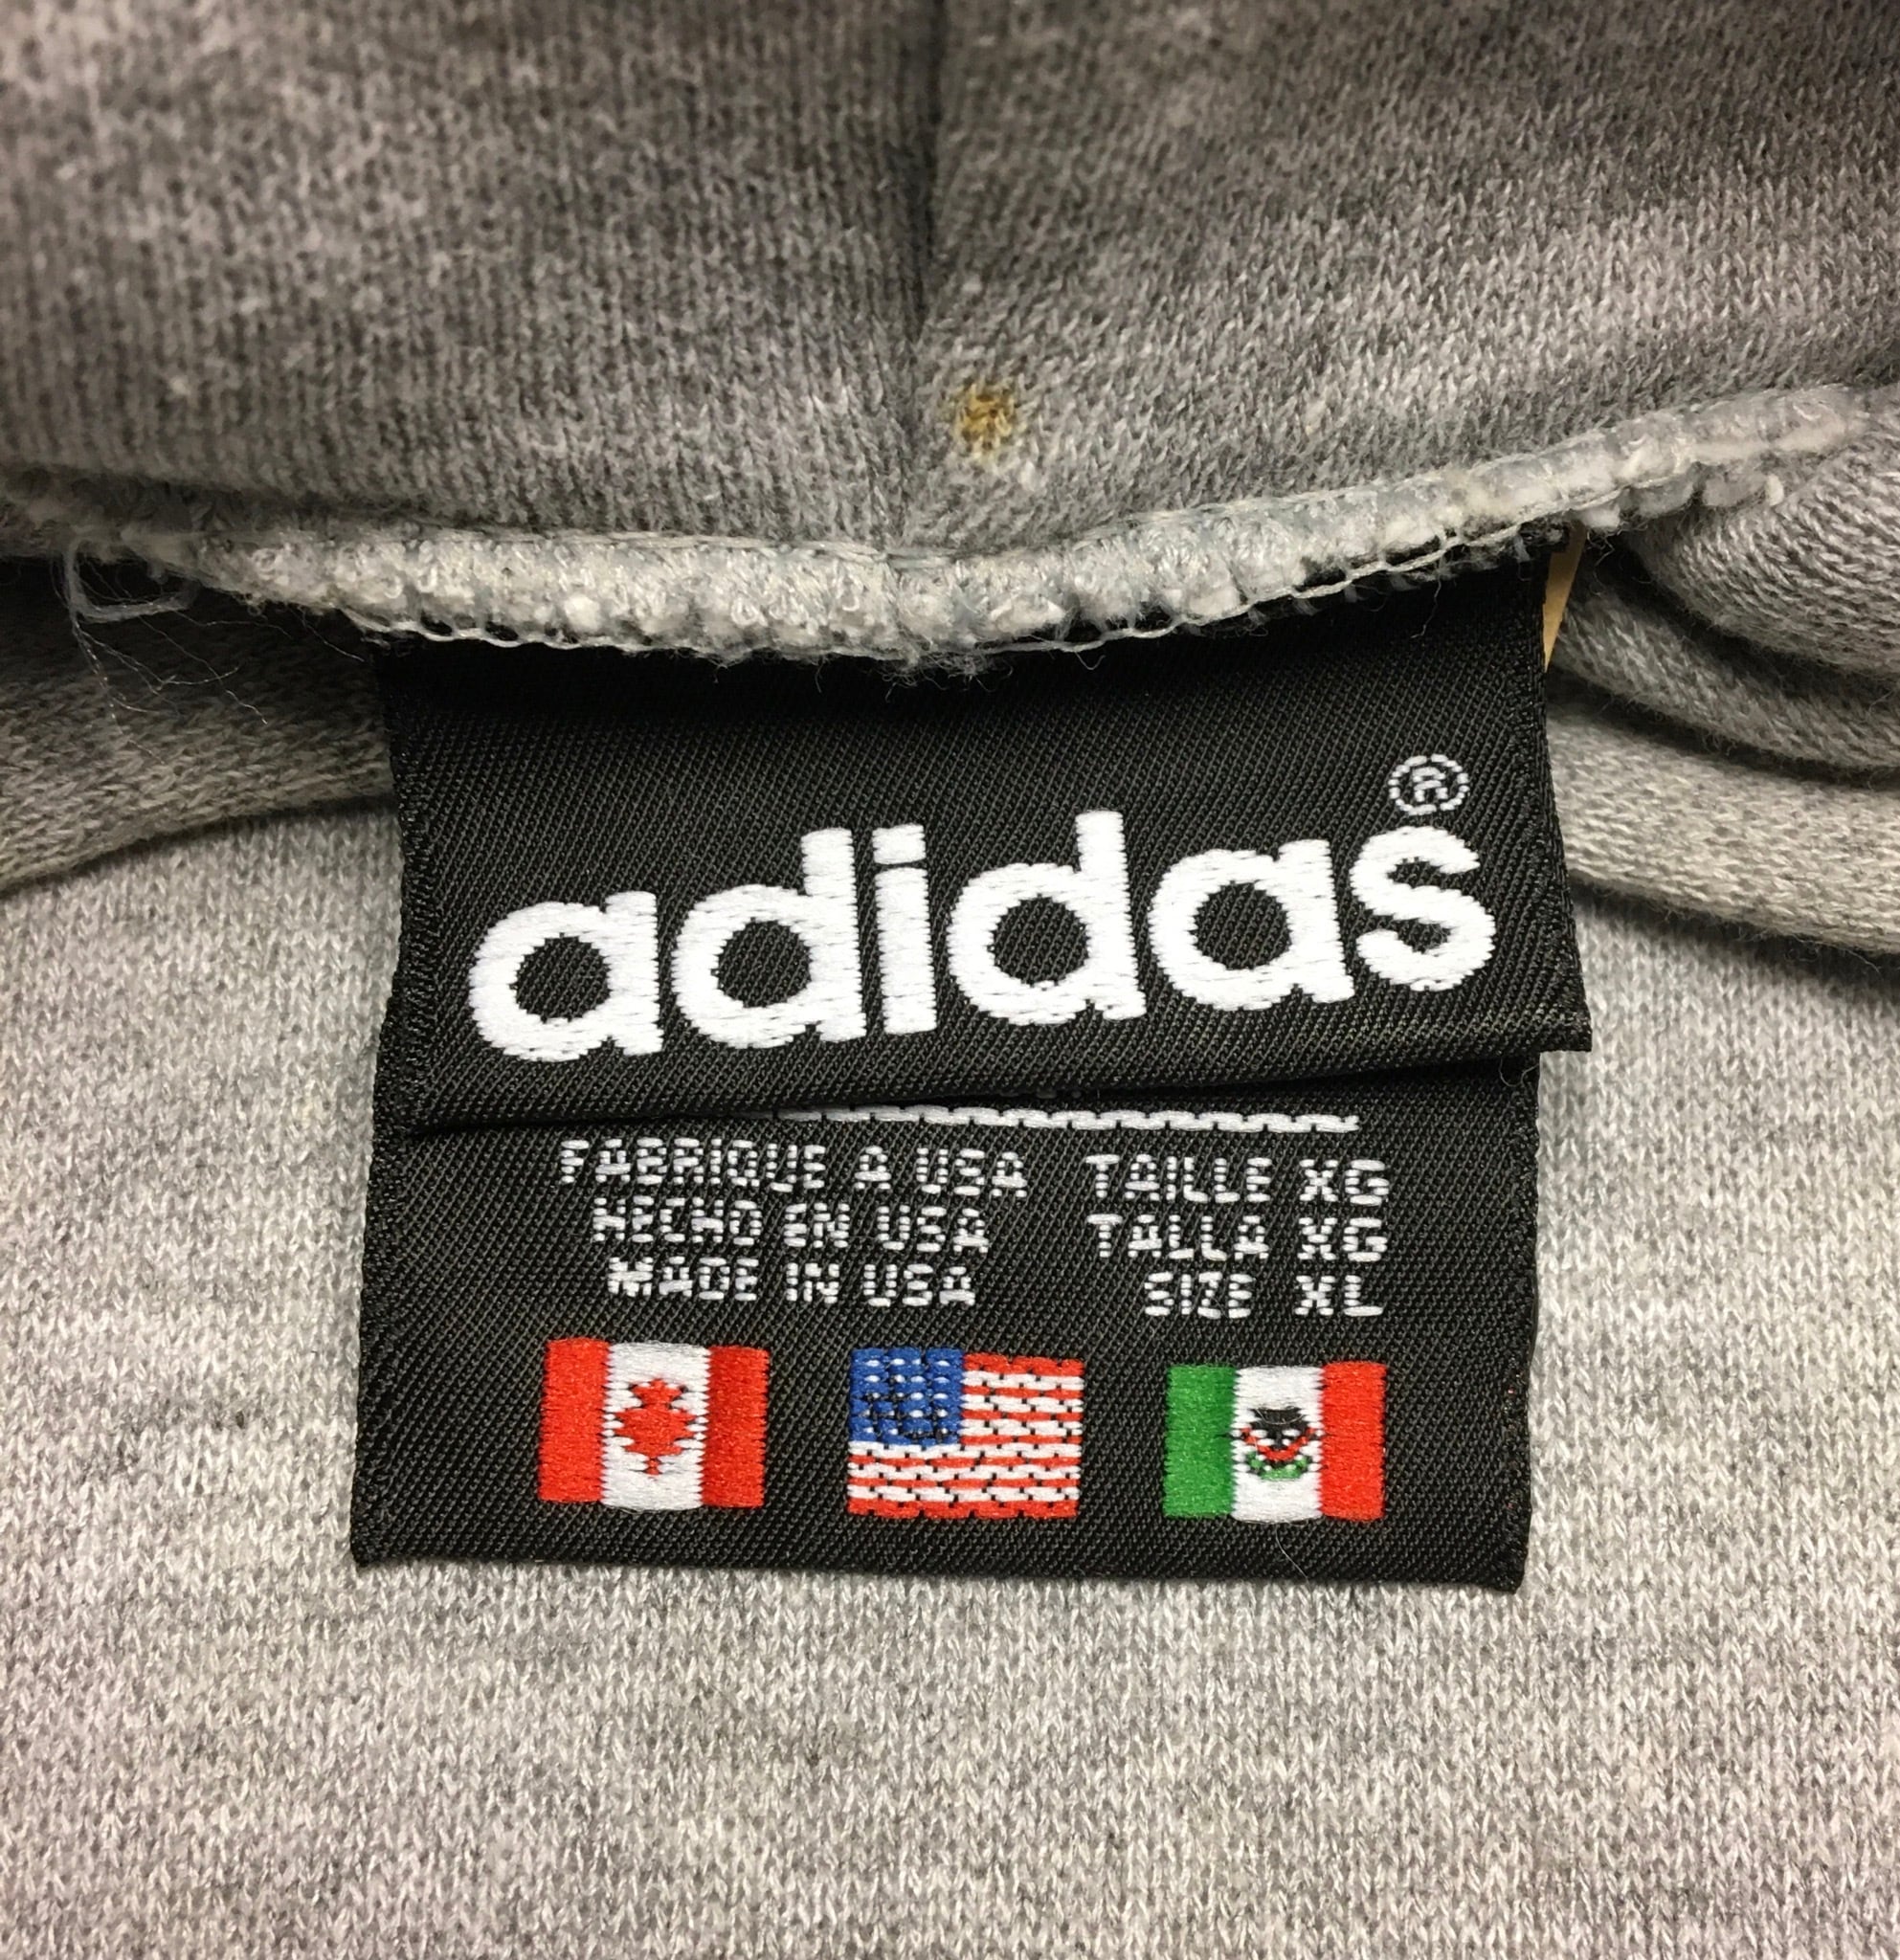 adidas®
FABRIQUE A USA TAILLE XG
HECHO EN USA TALLA XG
MADE IN USA SIZE XL